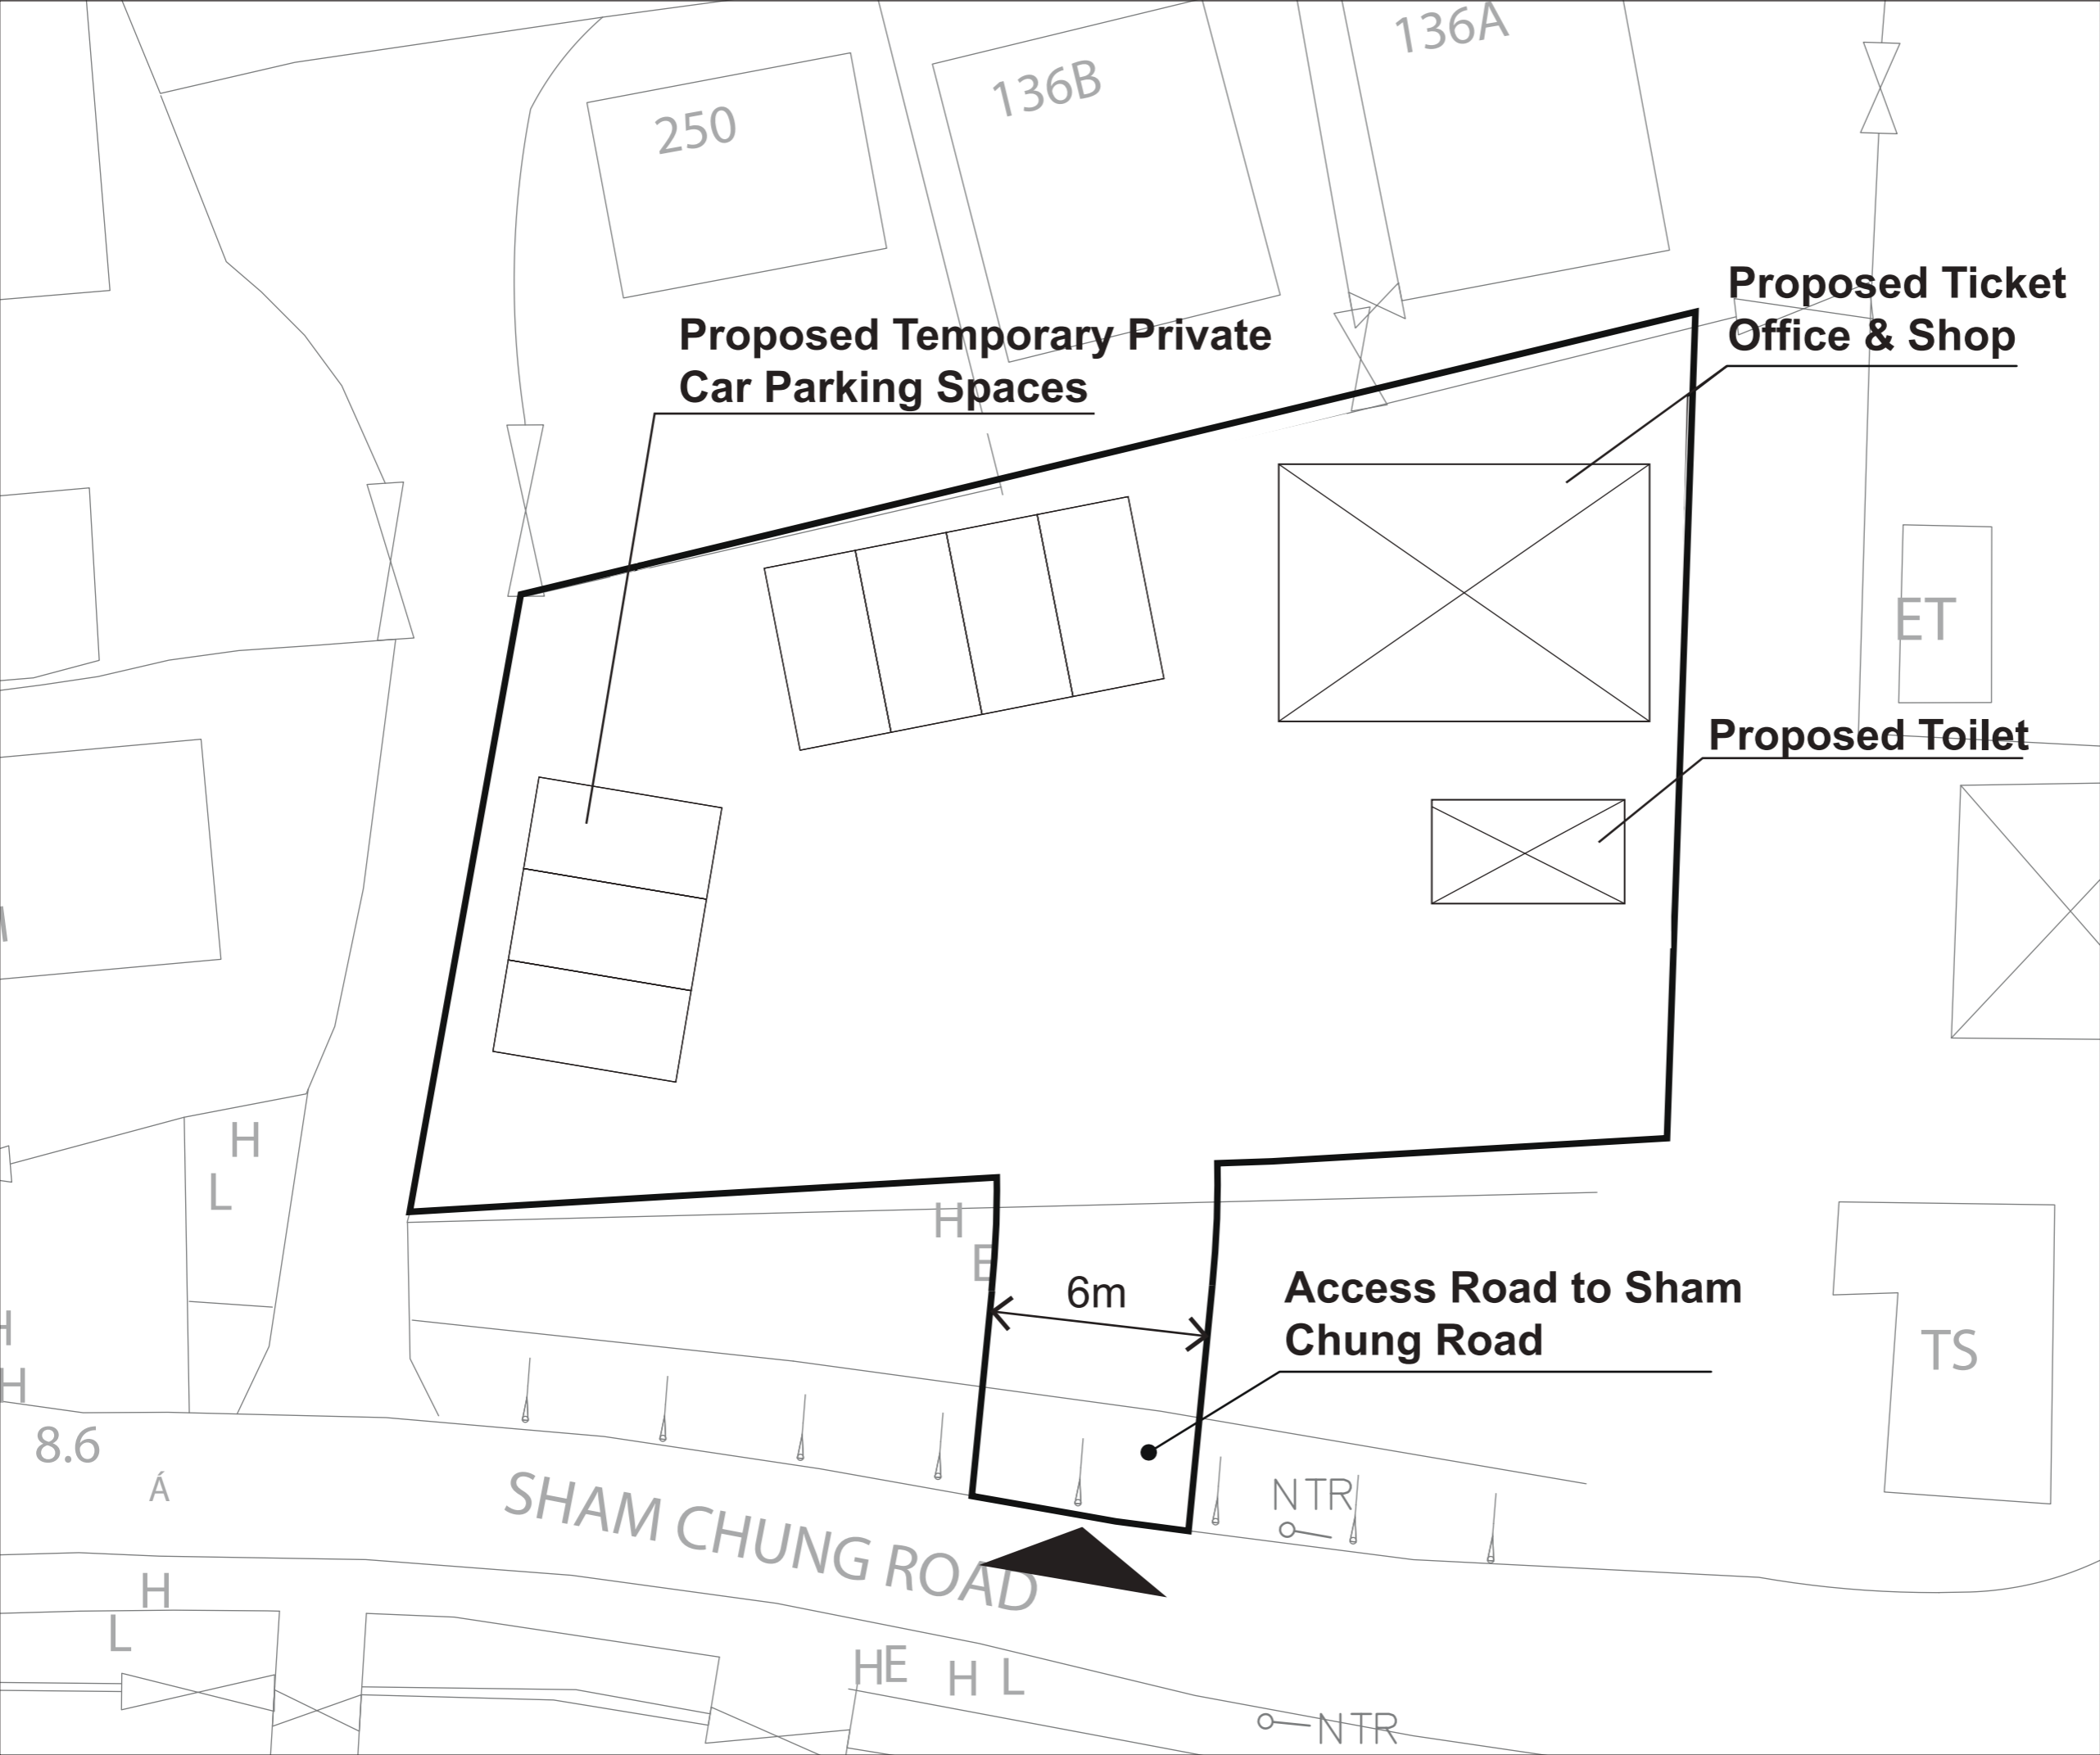 136A
136B
250
Proposed Ticket
Office & Shop
Proposed Temporary Private
Car Parking Spaces
ET
Proposed Toilet
H
L
H
E
6m
Access Road to Sham
Chung Road
H
H
TS
8.6
Á
SHAM CHUNG ROAD
NTR
H
L
HE
H L
NTR